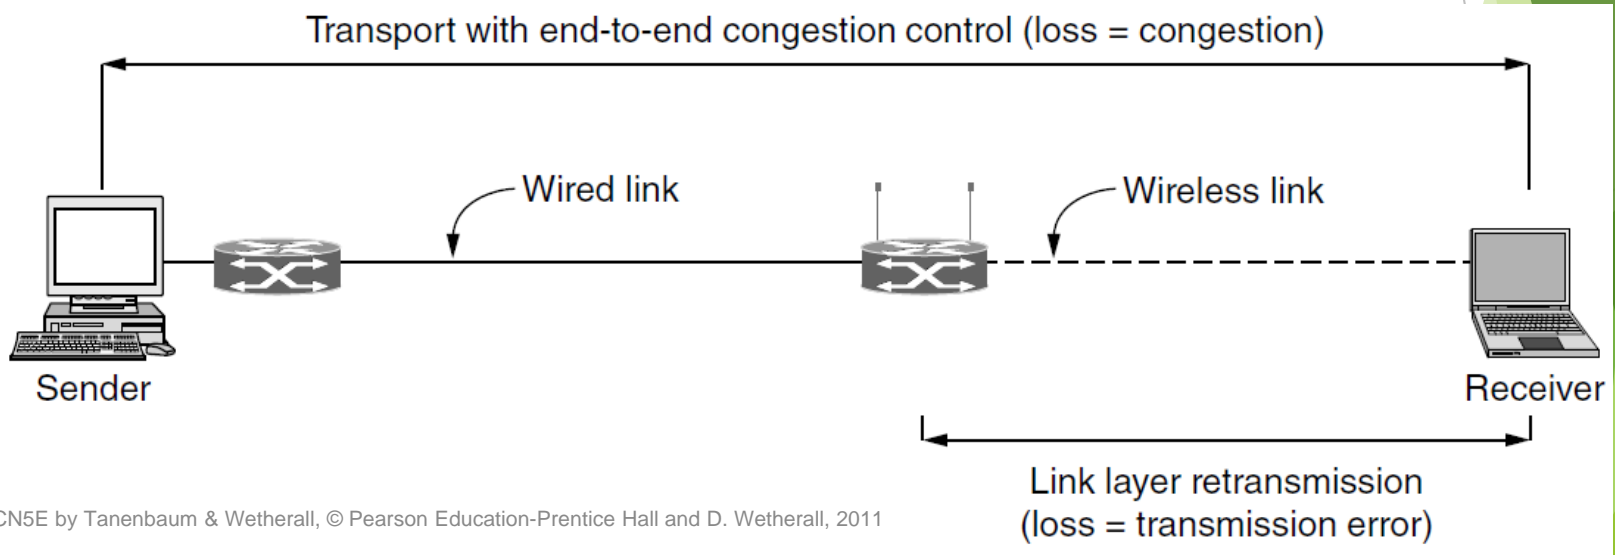 Transport with end-to-end congestion control (loss = congestion)
Wired link
Wireless link
Sender
Receiver
Link layer retransmission
(loss = transmission error)
CN5E by Tanenbaum & Wetherall, © Pearson Education-Prentice Hall and D. Wetherall, 2011